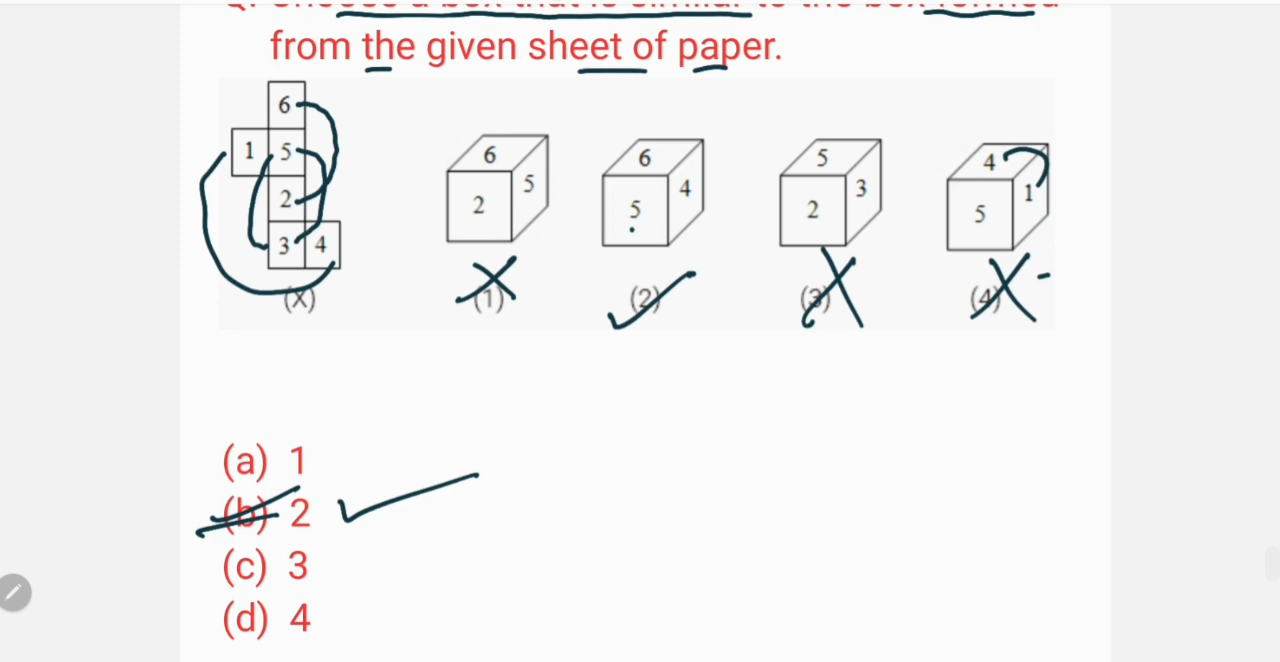 from the given sheet of paper.
6
1 5
2
3 4
(X)
6
2 5
(1)
6
5 4
(2)
5
2 3
(3)
4
5 1
(4)
(a) 1
(b) 2
(c) 3
(d) 4